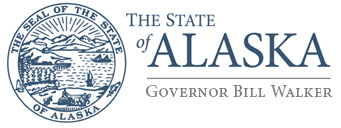 THE SEAL OF THE STATE
OF ALASKA
THE STATE
of ALASKA
GOVERNOR BILL WALKER